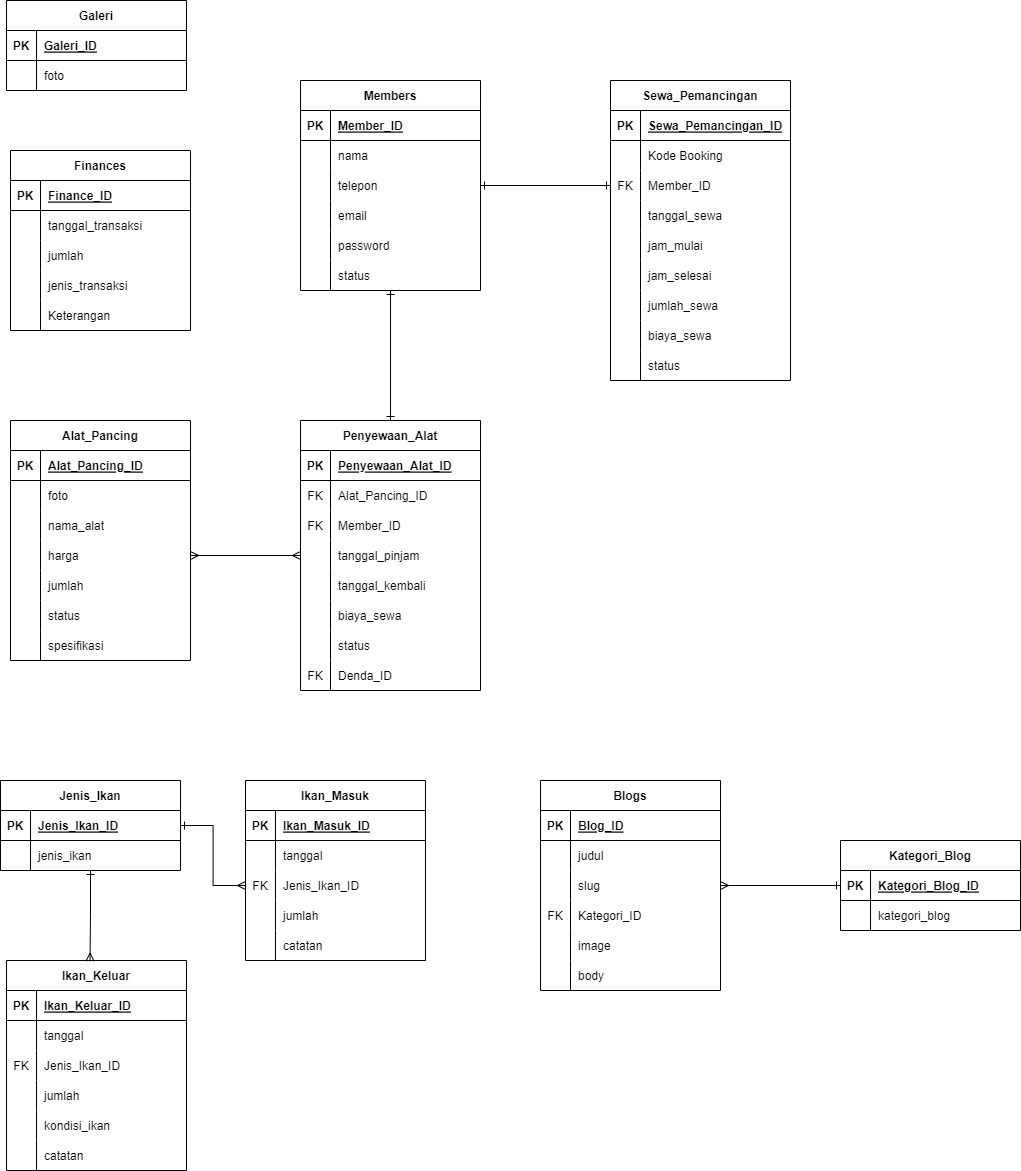 Galeri
PK Galeri_ID
foto
Finances
PK Finance_ID
tanggal_transaksi
jumlah
jenis_transaksi
Keterangan
Members
PK Member_ID
nama
telepon
email
password
status
Sewa_Pemancingan
PK Sewa_Pemancingan_ID
Kode Booking
FK Member_ID
tanggal_sewa
jam_mulai
jam_selesai
jumlah_sewa
biaya_sewa
status
Alat_Pancing
PK Alat_Pancing_ID
foto
nama_alat
harga
jumlah
status
spesifikasi
Penyewaan_Alat
PK Penyewaan_Alat_ID
FK Alat_Pancing_ID
FK Member_ID
tanggal_pinjam
tanggal_kembali
biaya_sewa
status
FK Denda_ID
Jenis_Ikan
PK Jenis_Ikan_ID
jenis_ikan
Ikan_Masuk
PK Ikan_Masuk_ID
tanggal
FK Jenis_Ikan_ID
jumlah
catatan
Ikan_Keluar
PK Ikan_Keluar_ID
tanggal
FK Jenis_Ikan_ID
jumlah
kondisi_ikan
catatan
Blogs
PK Blog_ID
judul
slug
FK Kategori_ID
image
body
Kategori_Blog
PK Kategori_Blog_ID
kategori_blog